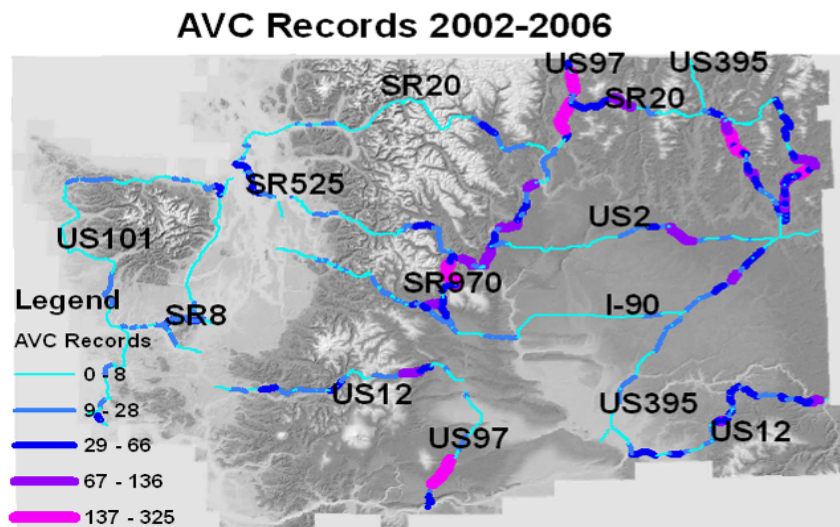 AVC Records 2002-2006
US97
US395
SR20
SR20
SR525
US101
US2
SR970
Legend
SR8
I-90
AVC Records
0 - 8
9 - 28
US12
US395
29 - 66
US97
US12
67 - 136
137 - 325